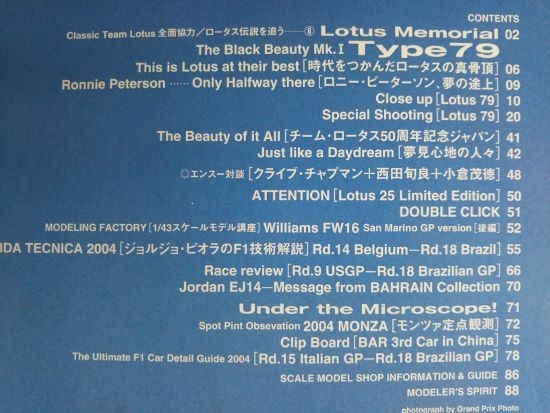 CONTENTS
Classic Team Lotus 全面協力／ロータス伝説を追う——⑥ Lotus Memorial 02
The Black Beauty Mk.I Type79
This is Lotus at their best [時代をつかんだロータスの真骨頂] 06
Ronnie Peterson ······ Only Halfway there [ロニー・ピーターソン、夢の途上] 09
Close up [Lotus 79] 10
Special Shooting [Lotus 79] 20
The Beauty of it All [チーム・ロータス50周年記念ジャパン] 41
Just like a Daydream [夢見心地の人々] 42
◎エンスー対談 [クライブ・チャプマン＋西田旬良＋小倉茂徳] 48
ATTENTION [Lotus 25 Limited Edition] 50
DOUBLE CLICK 51
MODELING FACTORY [1/43スケールモデル講座] Williams FW16 San Marino GP version [後編] 52
IDA TECNICA 2004 [ジョルジョ・ピオラのF1技術解説] Rd.14 Belgium—Rd.18 Brazil] 55
Race review [Rd.9 USGP—Rd.18 Brazilian GP] 66
Jordan EJ14—Message from BAHRAIN Collection 70
Under the Microscope! 71
Spot Pint Obsevation 2004 MONZA [モンツァ定点観測] 72
Clip Board [BAR 3rd Car in China] 75
The Ultimate F1 Car Detail Guide 2004 [Rd.15 Italian GP—Rd.18 Brazilian GP] 78
SCALE MODEL SHOP INFORMATION & GUIDE 86
MODELER'S SPIRIT 88
photograph by Grand Prix Photo